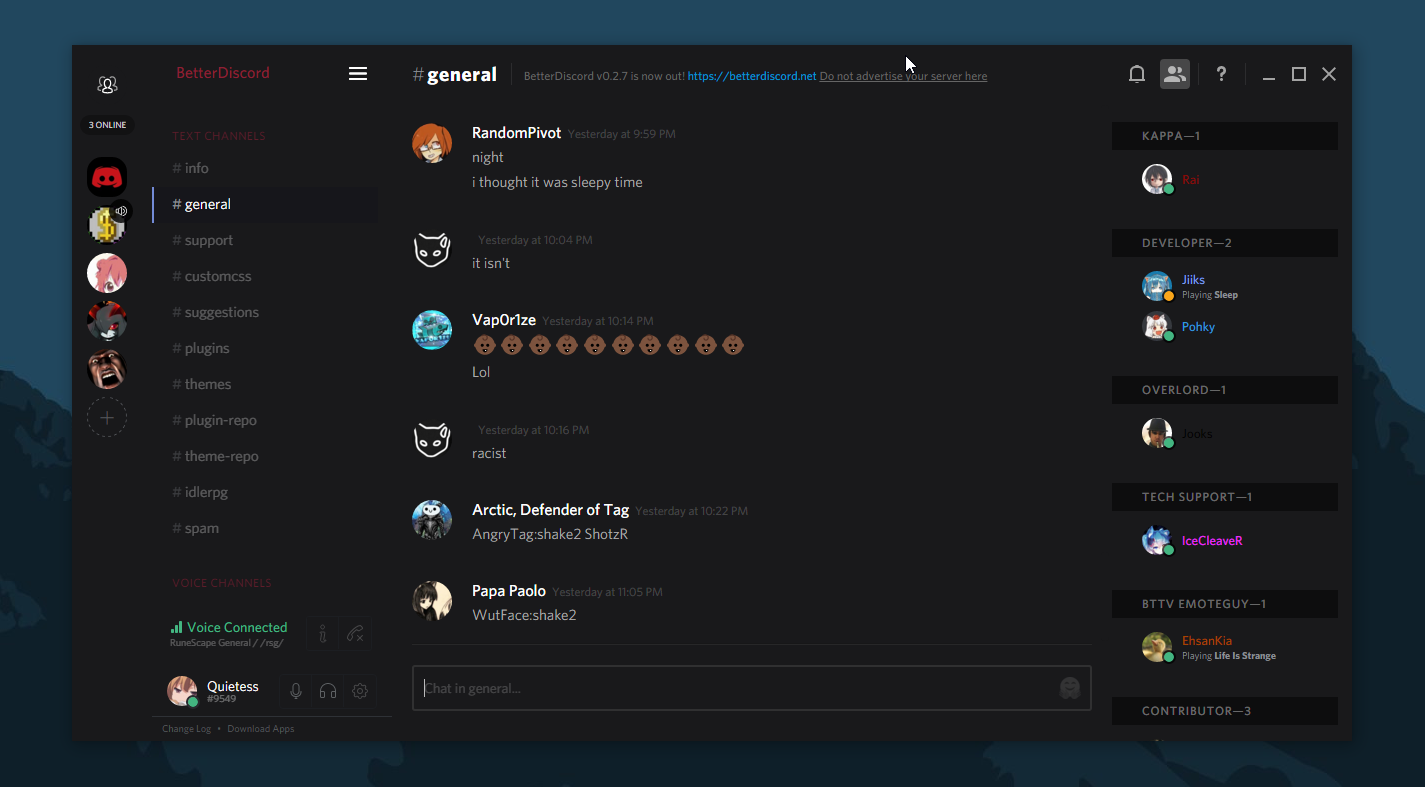 3 ONLINE
BetterDiscord
TEXT CHANNELS
# info
# general
# support
# customcss
# suggestions
# plugins
# themes
# plugin-repo
# theme-repo
# idlerpg
# spam
VOICE CHANNELS
Voice Connected
RuneScape General / /rsg/
Quietess
#9549
Change Log • Download Apps
#general
BetterDiscord v0.2.7 is now out! https://betterdiscord.net Do not advertise your server here
RandomPivot Yesterday at 9:59 PM
night
i thought it was sleepy time
Yesterday at 10:04 PM
it isn't
Vap0r1ze Yesterday at 10:14 PM
Lol
Yesterday at 10:16 PM
racist
Arctic, Defender of Tag Yesterday at 10:22 PM
AngryTag:shake2 ShotzR
Papa Paolo Yesterday at 11:05 PM
WutFace:shake2
Chat in general...
?
KAPPA—1
Rai
DEVELOPER—2
Jiiks
Playing Sleep
Pohky
OVERLORD—1
Jooks
TECH SUPPORT—1
IceCleaveR
BTTV EMOTEGUY—1
EhsanKia
Playing Life Is Strange
CONTRIBUTOR—3